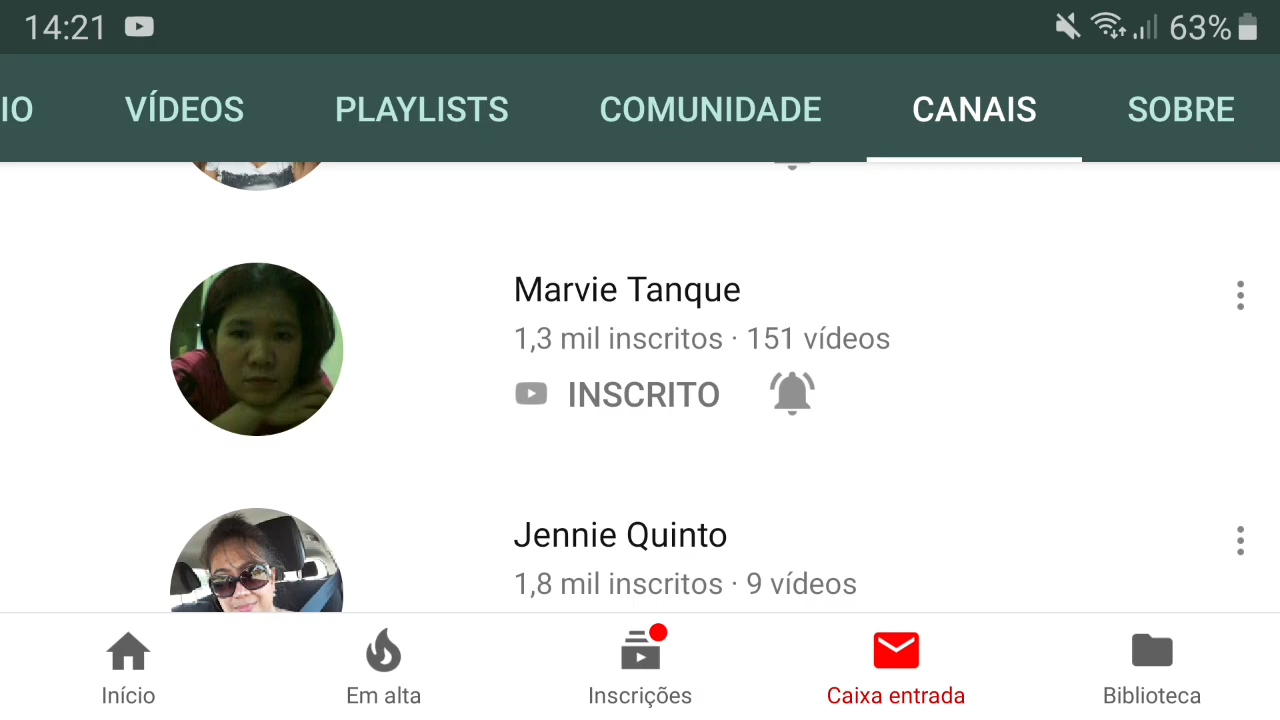 14:21 63%
IO VÍDEOS PLAYLISTS COMUNIDADE CANAIS SOBRE
Marvie Tanque
1,3 mil inscritos · 151 vídeos
INSCRITO
Jennie Quinto
1,8 mil inscritos · 9 vídeos
Início Em alta Inscrições Caixa entrada Biblioteca